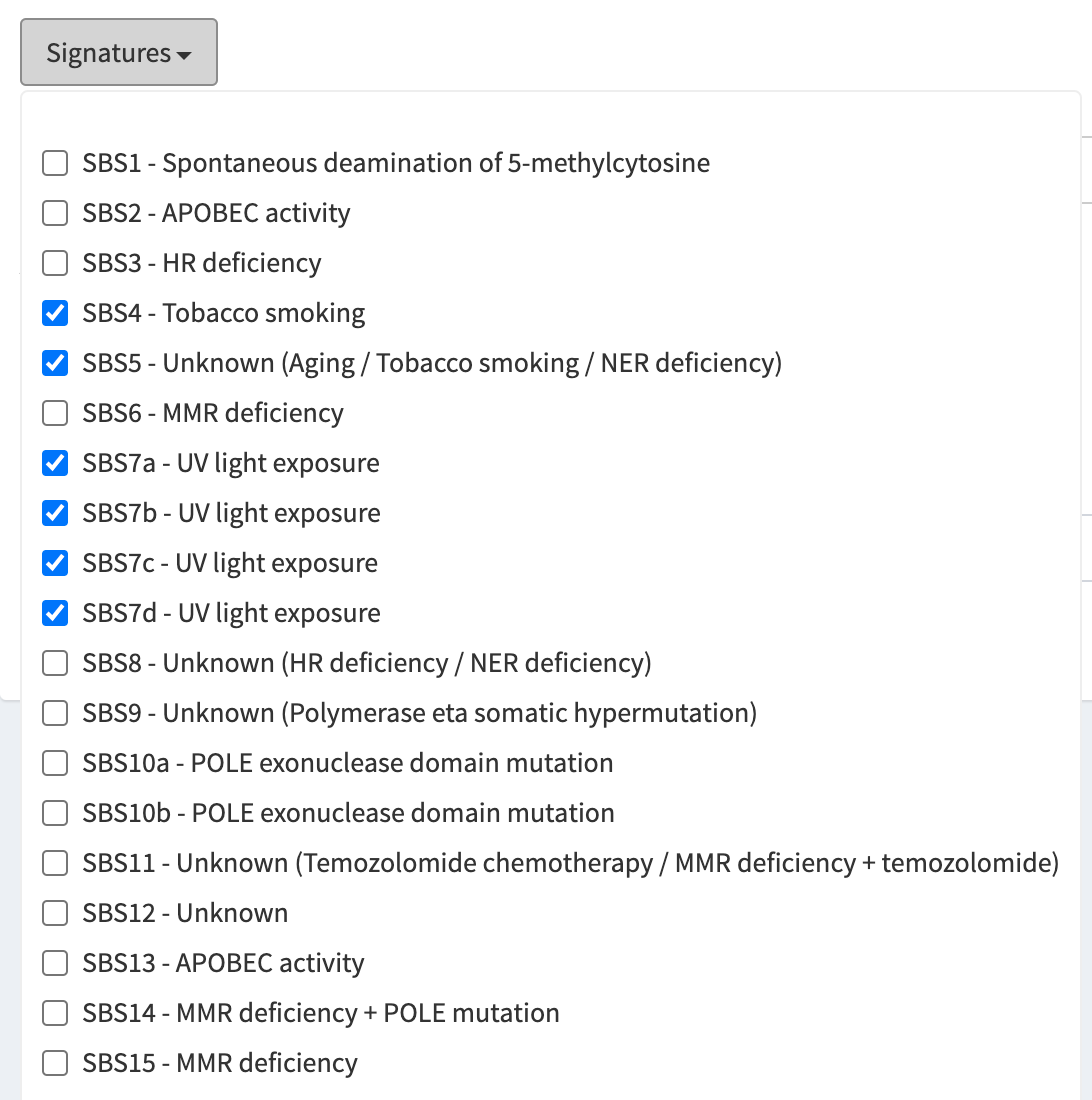 Signatures
SBS1 - Spontaneous deamination of 5-methylcytosine
SBS2 - APOBEC activity
SBS3 - HR deficiency
SBS4 - Tobacco smoking
SBS5 - Unknown (Aging / Tobacco smoking / NER deficiency)
SBS6 - MMR deficiency
SBS7a - UV light exposure
SBS7b - UV light exposure
SBS7c - UV light exposure
SBS7d - UV light exposure
SBS8 - Unknown (HR deficiency / NER deficiency)
SBS9 - Unknown (Polymerase eta somatic hypermutation)
SBS10a - POLE exonuclease domain mutation
SBS10b - POLE exonuclease domain mutation
SBS11 - Unknown (Temozolomide chemotherapy / MMR deficiency + temozolomide)
SBS12 - Unknown
SBS13 - APOBEC activity
SBS14 - MMR deficiency + POLE mutation
SBS15 - MMR deficiency